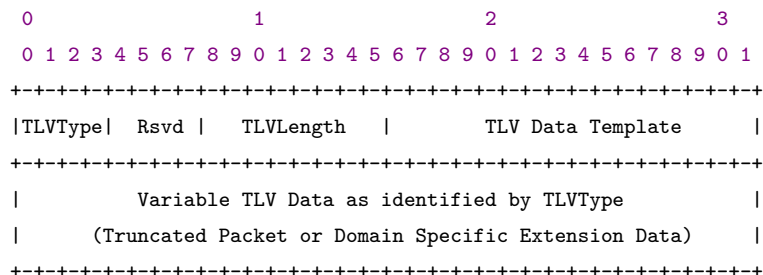 0                   1                   2                   3
0 1 2 3 4 5 6 7 8 9 0 1 2 3 4 5 6 7 8 9 0 1 2 3 4 5 6 7 8 9 0 1
+-+-+-+-+-+-+-+-+-+-+-+-+-+-+-+-+-+-+-+-+-+-+-+-+-+-+-+-+-+-+-+-+
|TLVType|  Rsvd |   TLVLength   |        TLV Data Template      |
+-+-+-+-+-+-+-+-+-+-+-+-+-+-+-+-+-+-+-+-+-+-+-+-+-+-+-+-+-+-+-+-+
|          Variable TLV Data as identified by TLVType           |
|      (Truncated Packet or Domain Specific Extension Data)     |
+-+-+-+-+-+-+-+-+-+-+-+-+-+-+-+-+-+-+-+-+-+-+-+-+-+-+-+-+-+-+-+-+